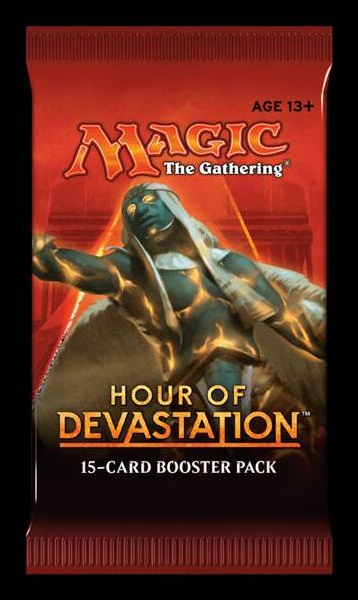 AGE 13+
MAGIC
The Gathering®
HOUR OF
DEVASTATION™
15-CARD BOOSTER PACK